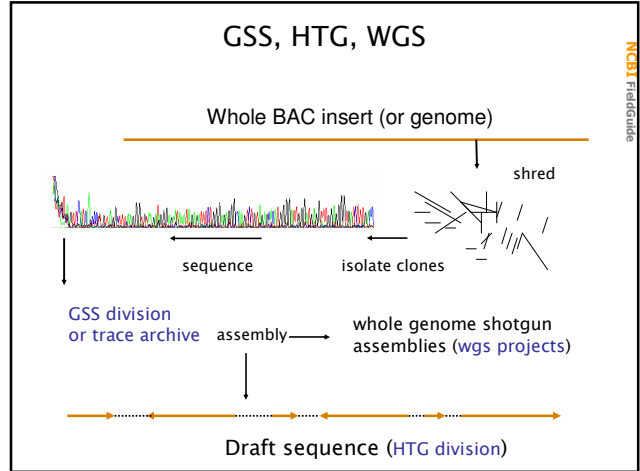 GSS, HTG, WGS
NCBI FieldGuide
Whole BAC insert (or genome)
shred
sequence
isolate clones
GSS division
or trace archive
assembly
whole genome shotgun
assemblies (wgs projects)
Draft sequence (HTG division)